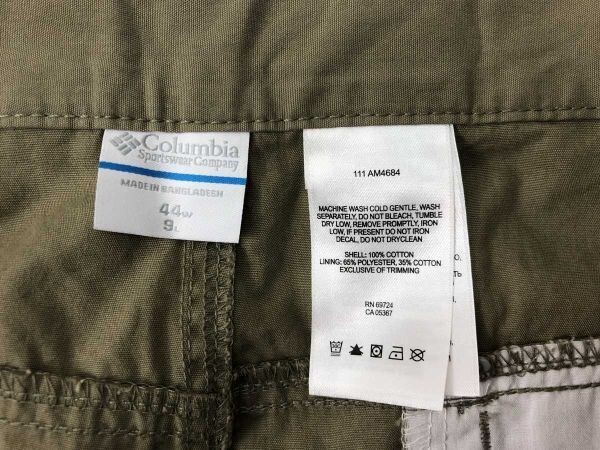 Columbia
Sportswear Company
MADE IN BANGLADESH
44W
9L
111 AM4684
MACHINE WASH COLD GENTLE, WASH
SEPARATELY, DO NOT BLEACH, TUMBLE
DRY LOW, REMOVE PROMPTLY, IRON
LOW, IF PRESENT DO NOT IRON
DECAL, DO NOT DRYCLEAN
SHELL: 100% COTTON
LINING: 65% POLYESTER, 35% COTTON
EXCLUSIVE OF TRIMMING
RN 69724
CA 05367